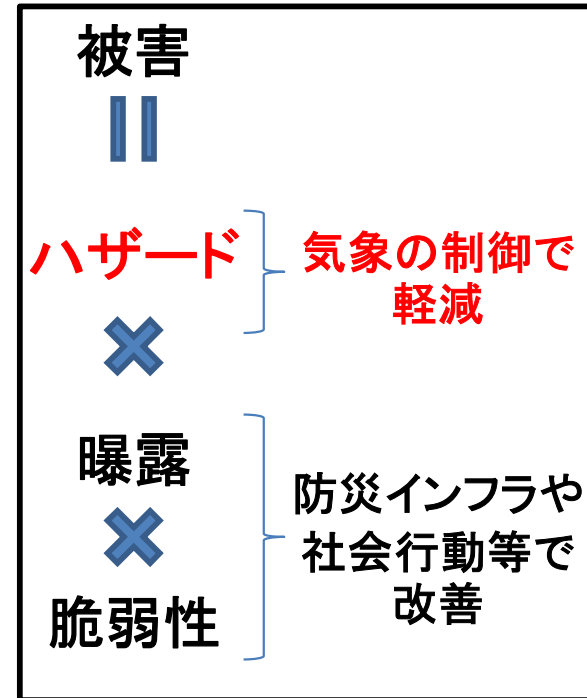 被害
ハザード
気象の制御で
軽減
曝露
防災インフラや
社会行動等で
改善
脆弱性